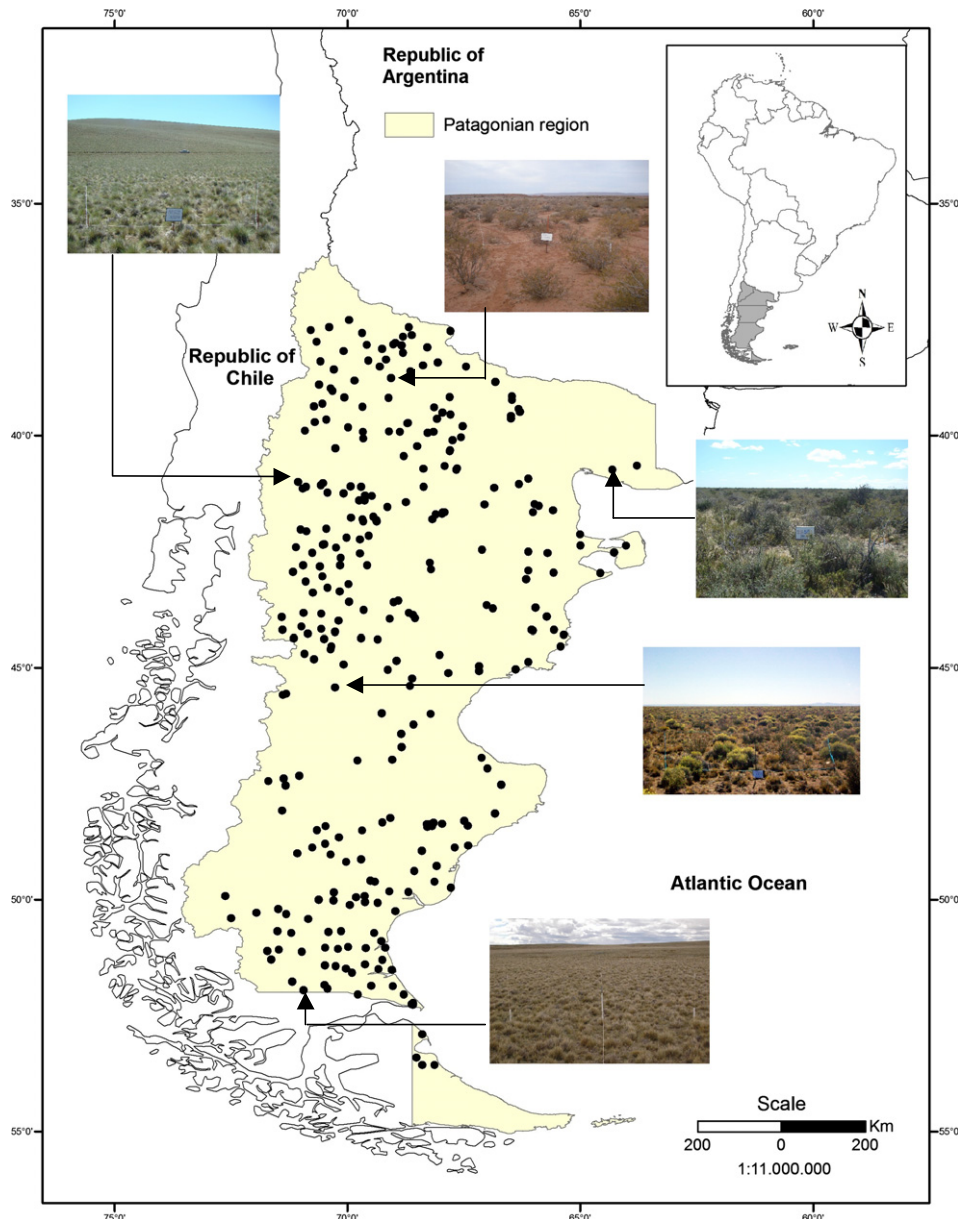 75°0' 70°0' 65°0' 60°0'
Republic of
Argentina
Patagonian region
35°0' 35°0'
N
W E
S
Republic of
Chile
40°0' 40°0'
45°0' 45°0'
Atlantic Ocean
50°0' 50°0'
Scale
Km
200 0 200
1:11.000.000
55°0' 55°0'
75°0' 70°0' 65°0' 60°0'